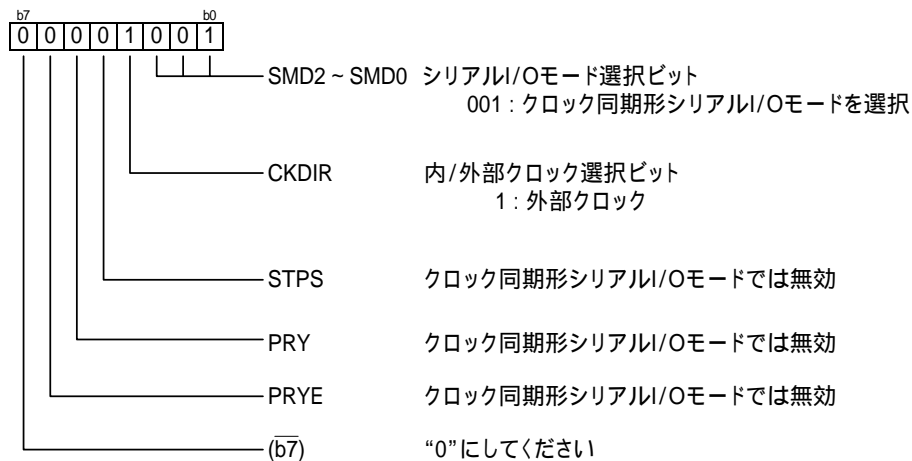 b7 b0
0 0 0 0 1 0 0 1
SMD2 ~ SMD0 シリアルI/Oモード選択ビット
001 : クロック同期形シリアルI/Oモードを選択
CKDIR 内/外部クロック選択ビット
1 : 外部クロック
STPS クロック同期形シリアルI/Oモードでは無効
PRY クロック同期形シリアルI/Oモードでは無効
PRYE クロック同期形シリアルI/Oモードでは無効
(b7) “0”にしてください